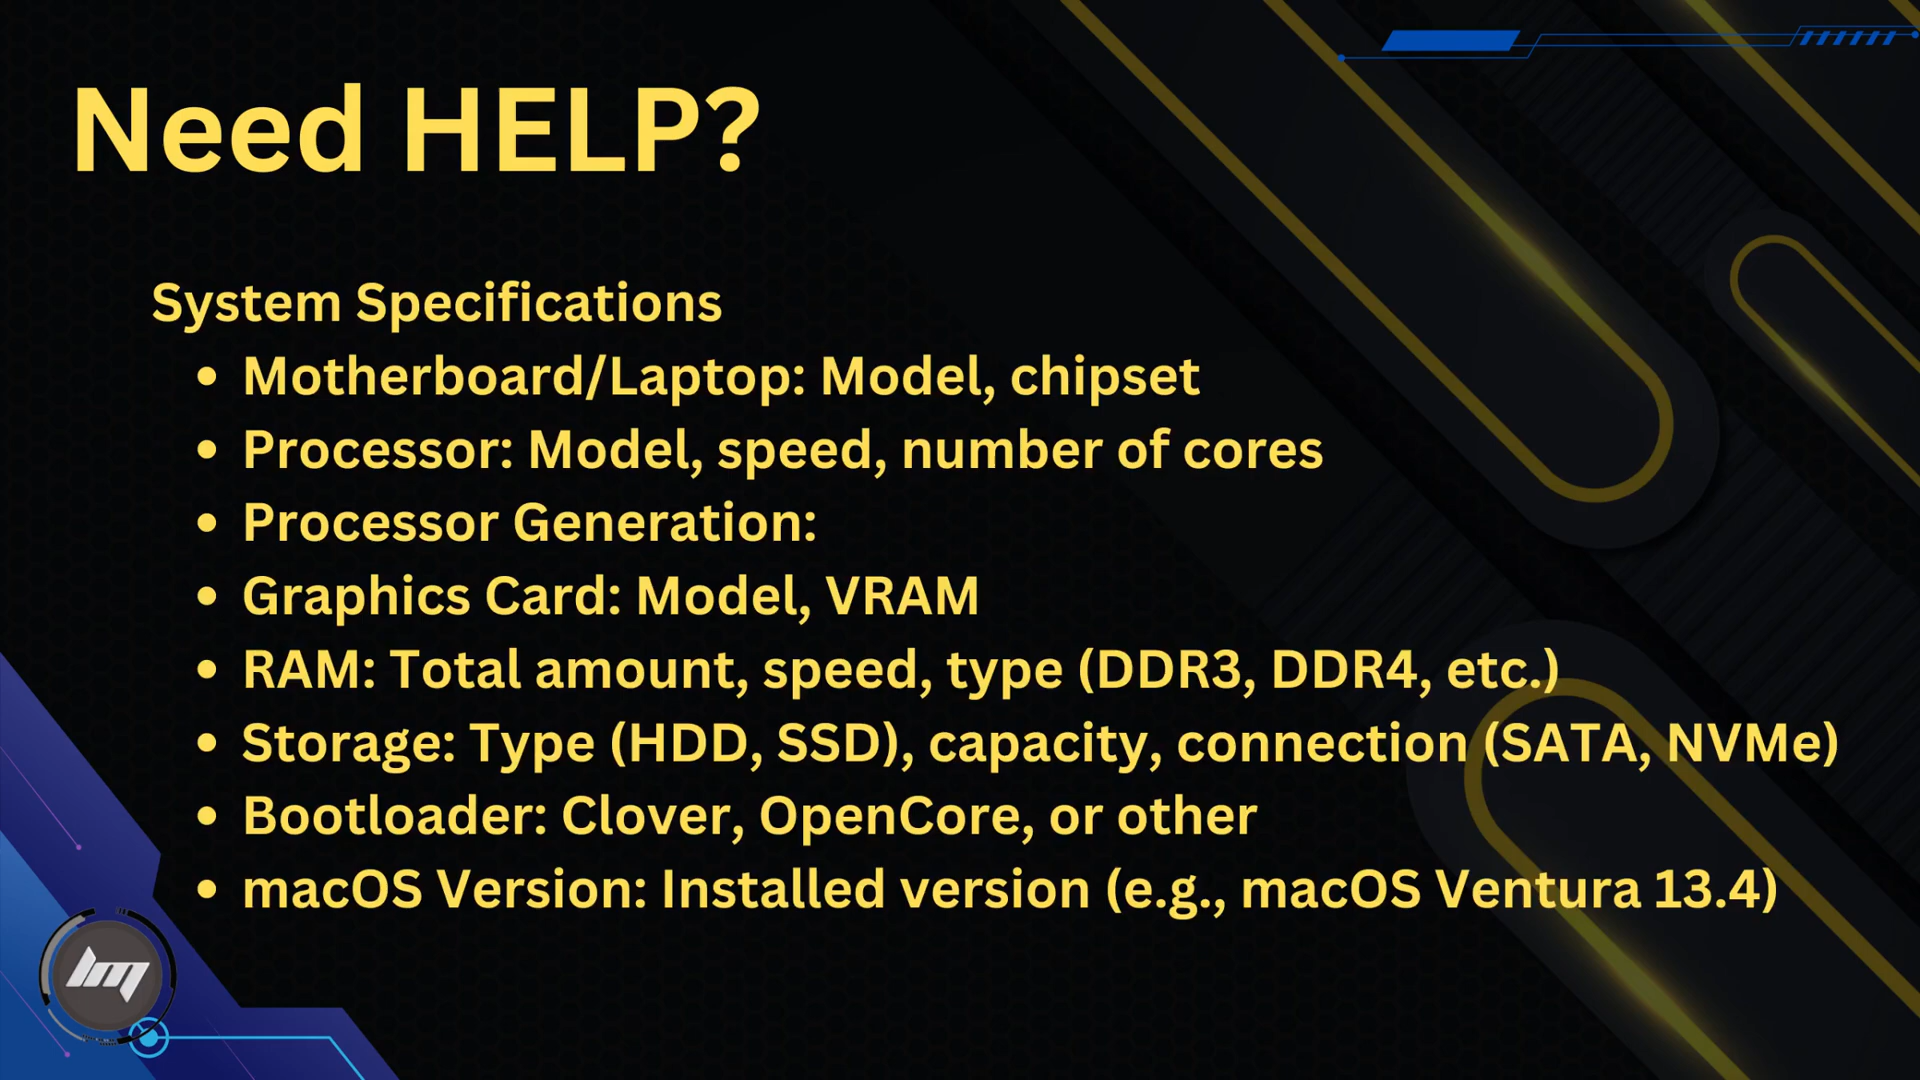 Need HELP?
System Specifications
• Motherboard/Laptop: Model, chipset
• Processor: Model, speed, number of cores
• Processor Generation:
• Graphics Card: Model, VRAM
• RAM: Total amount, speed, type (DDR3, DDR4, etc.)
• Storage: Type (HDD, SSD), capacity, connection (SATA, NVMe)
• Bootloader: Clover, OpenCore, or other
• macOS Version: Installed version (e.g., macOS Ventura 13.4)